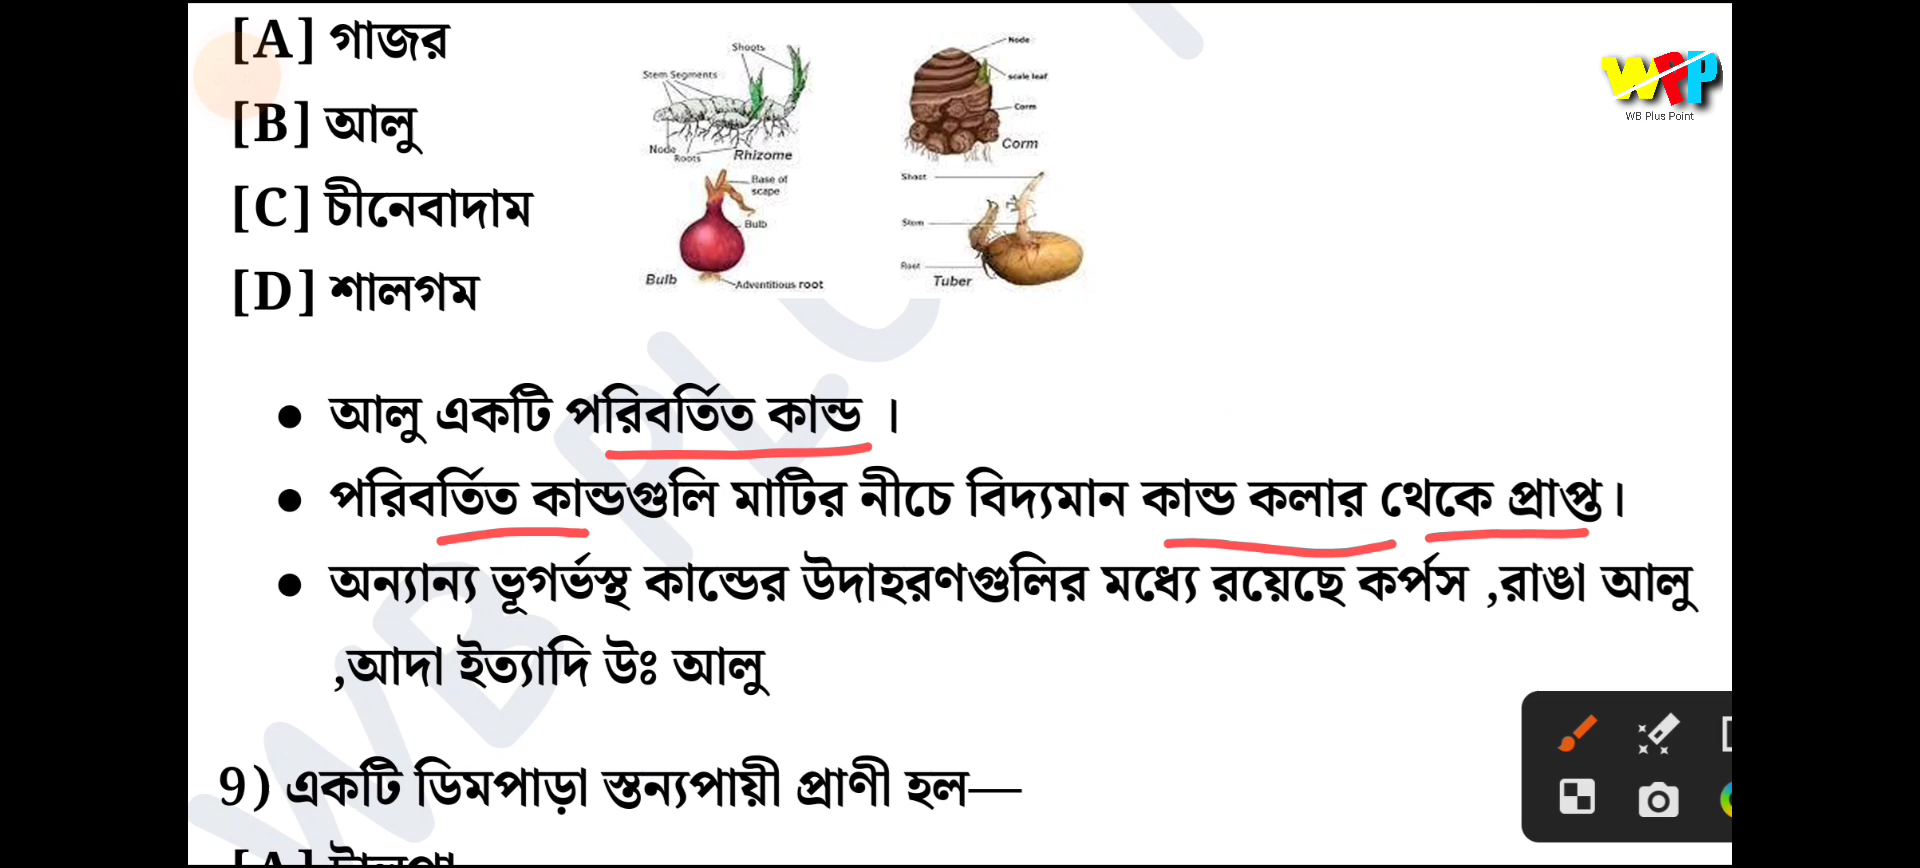 [A] গাজর
[B] আলু
[C] চীনেবাদাম
[D] শালগম
Shoots
Stem Segments
Node
Roots
Rhizome
Node
scale leaf
Corm
Corm
Base of
scape
Bulb
Bulb
Adventitious root
Shoot
Stem
Root
Tuber
WBP
WB Plus Point
● আলু একটি পরিবর্তিত কান্ড ।
● পরিবর্তিত কান্ডগুলি মাটির নীচে বিদ্যমান কান্ড কলার থেকে প্রাপ্ত।
● অন্যান্য ভূগর্ভস্থ কান্ডের উদাহরণগুলির মধ্যে রয়েছে কর্পস ,রাঙা আলু
,আদা ইত্যাদি উঃ আলু
9) একটি ডিমপাড়া স্তন্যপায়ী প্রাণী হল—
[A]